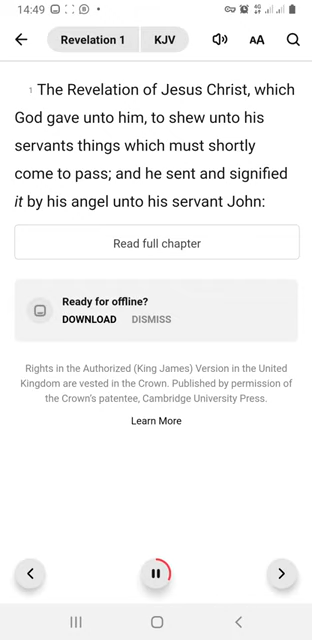 14:49
Revelation 1 KJV AA
1 The Revelation of Jesus Christ, which
God gave unto him, to shew unto his
servants things which must shortly
come to pass; and he sent and signified
it by his angel unto his servant John:
Read full chapter
Ready for offline?
DOWNLOAD DISMISS
Rights in the Authorized (King James) Version in the United
Kingdom are vested in the Crown. Published by permission of
the Crown's patentee, Cambridge University Press.
Learn More